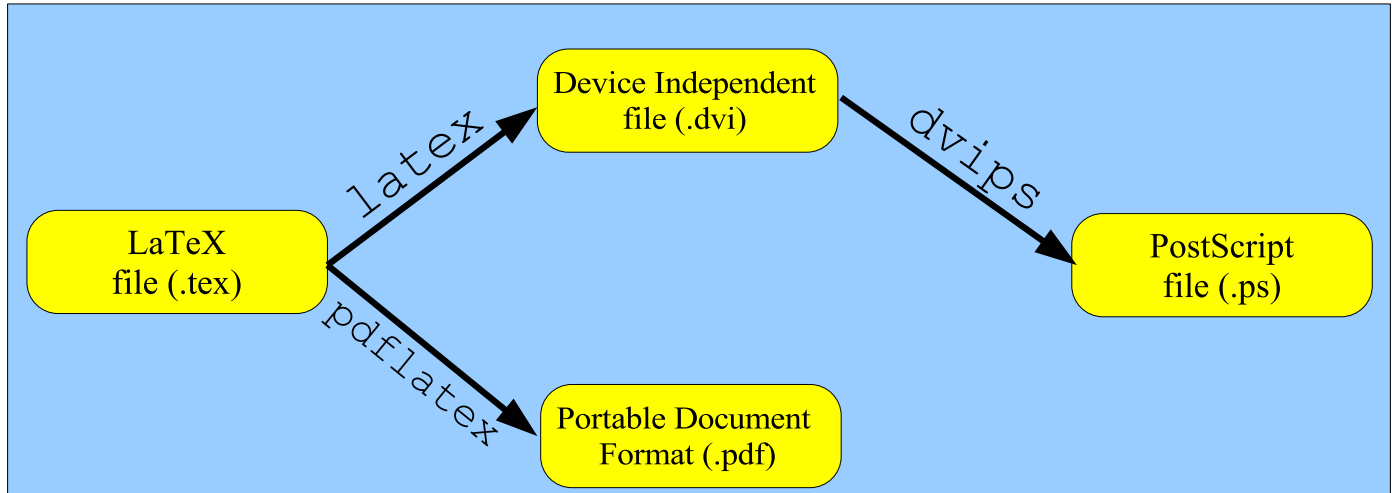 Device Independent
file (.dvi)
latex
dvips
LaTeX
file (.tex)
PostScript
file (.ps)
pdflatex
Portable Document
Format (.pdf)